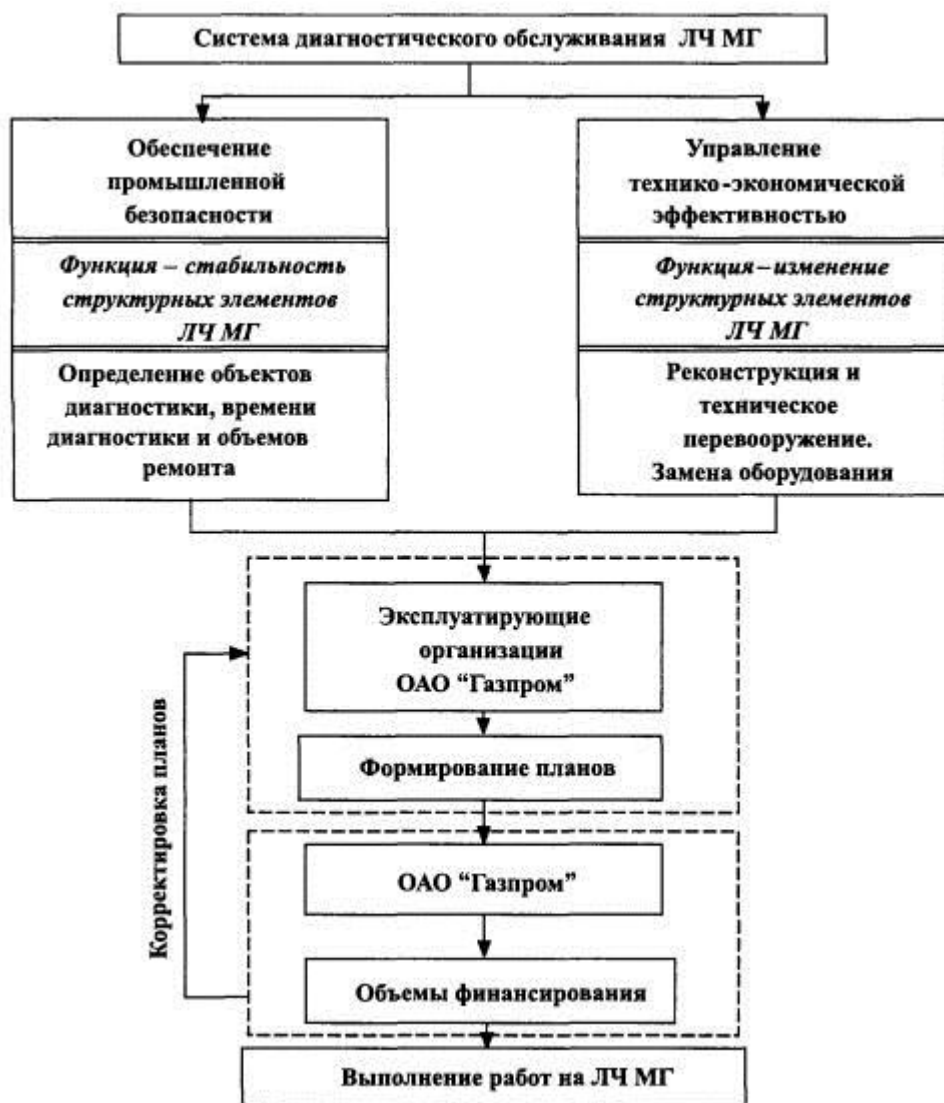 Система диагностического обслуживания ЛЧ МГ
Обеспечение
промышленной
безопасности
Функция – стабильность
структурных элементов
ЛЧ МГ
Определение объектов
диагностики, времени
диагностики и объемов
ремонта
Управление
технико-экономической
эффективностью
Функция–изменение
структурных элементов
ЛЧ МГ
Реконструкция и
техническое
перевооружение.
Замена оборудования
Эксплуатирующие
организации
ОАО “Газпром”
Формирование планов
Корректировка планов
ОАО “Газпром”
Объемы финансирования
Выполнение работ на ЛЧ МГ